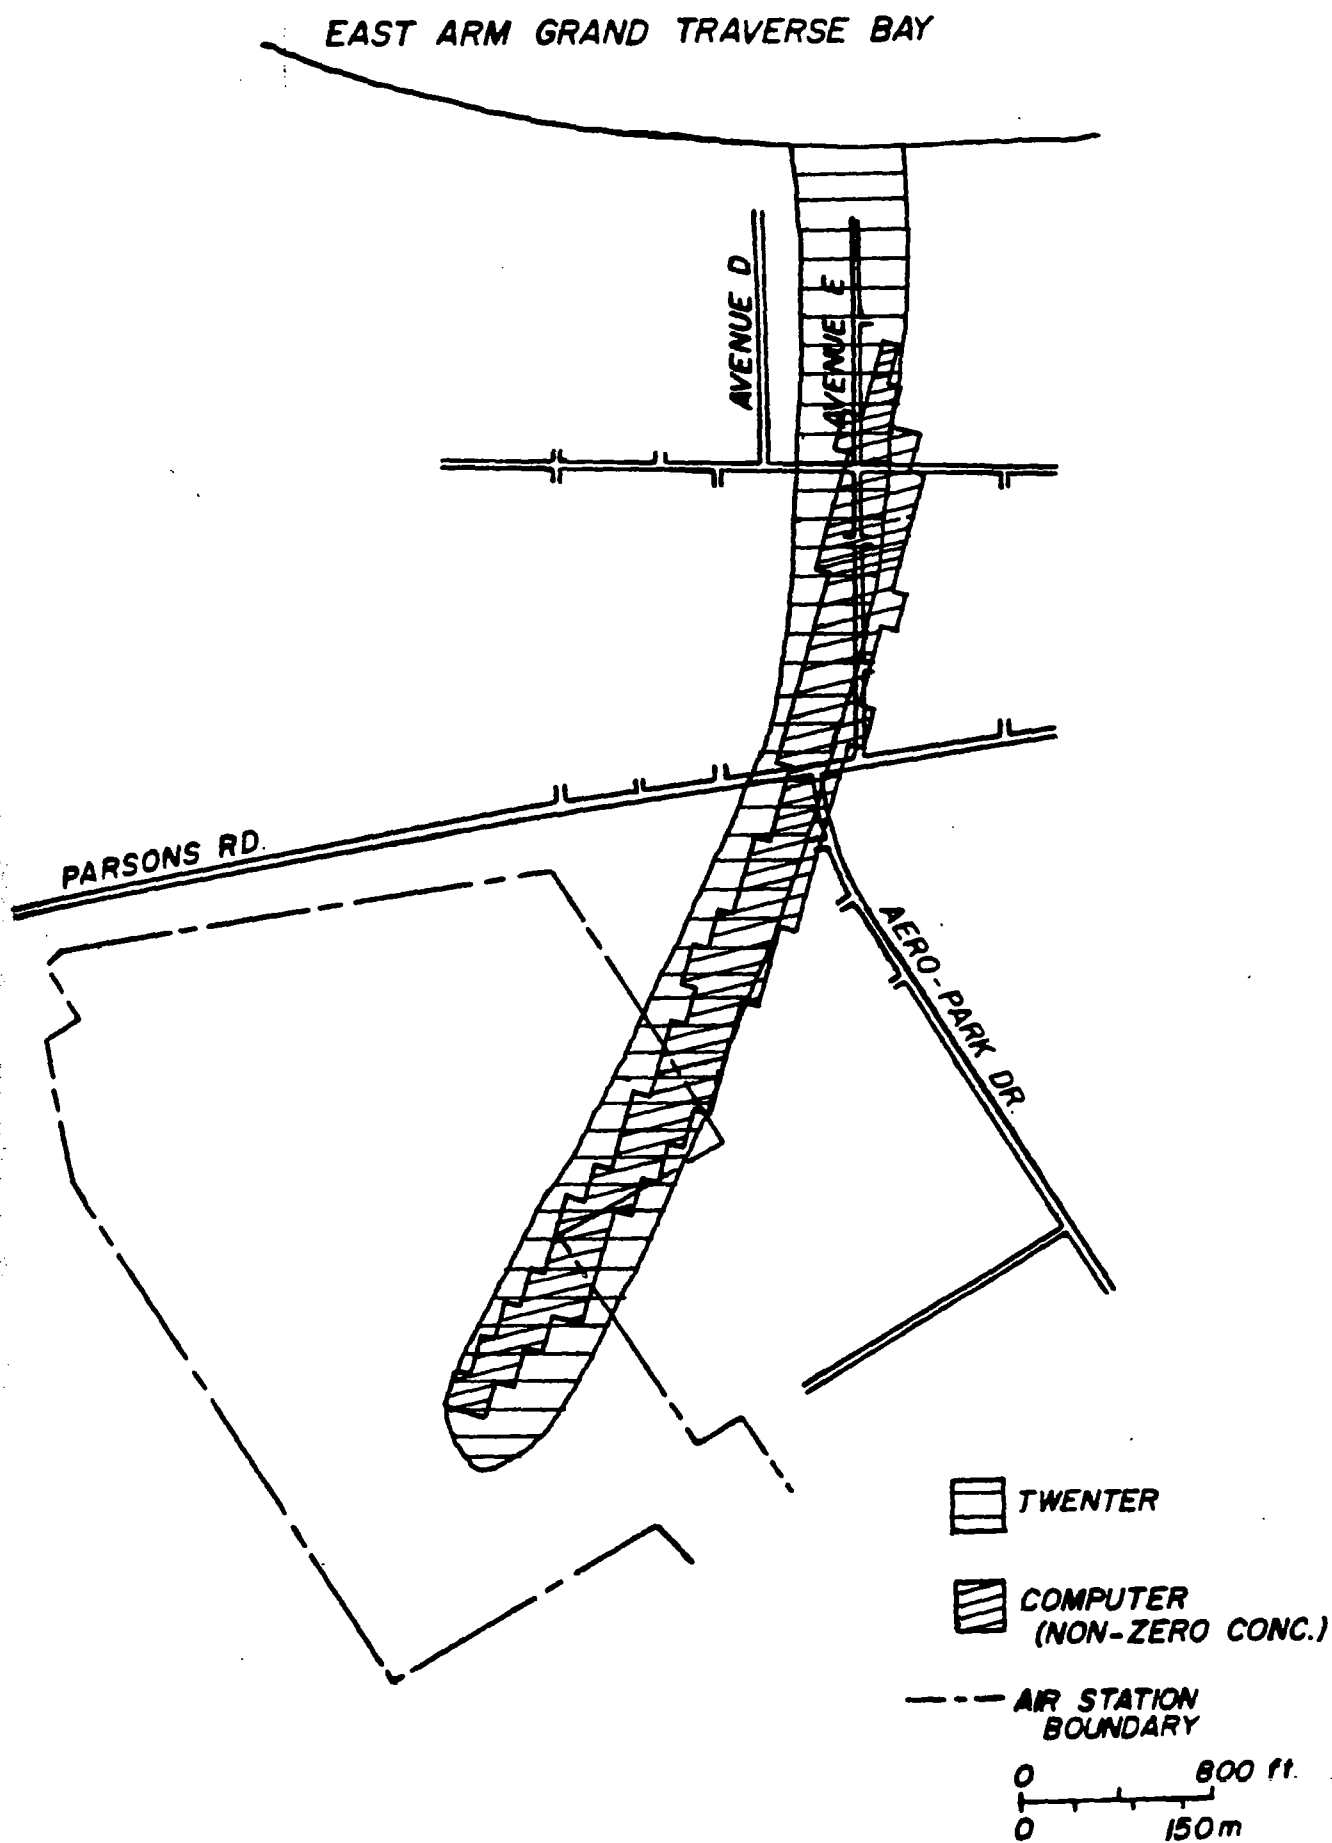 EAST ARM GRAND TRAVERSE BAY
AVENUE D
AVENUE E
PARSONS RD.
AERO-PARK DR.
TWENTER
COMPUTER
(NON-ZERO CONC.)
AIR STATION
BOUNDARY
0 800 ft.
0 150 m